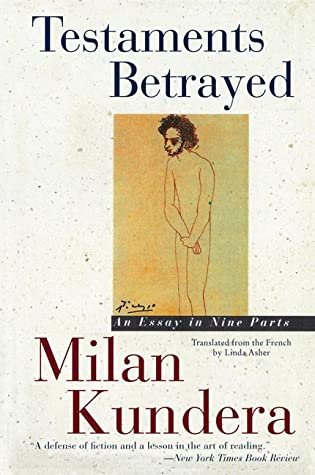 Testaments
Betrayed
Picasso
An Essay in Nine Parts
Translated from the French
by Linda Asher
Milan
Kundera
“A defense of fiction and a lesson in the art of reading.”
—New York Times Book Review